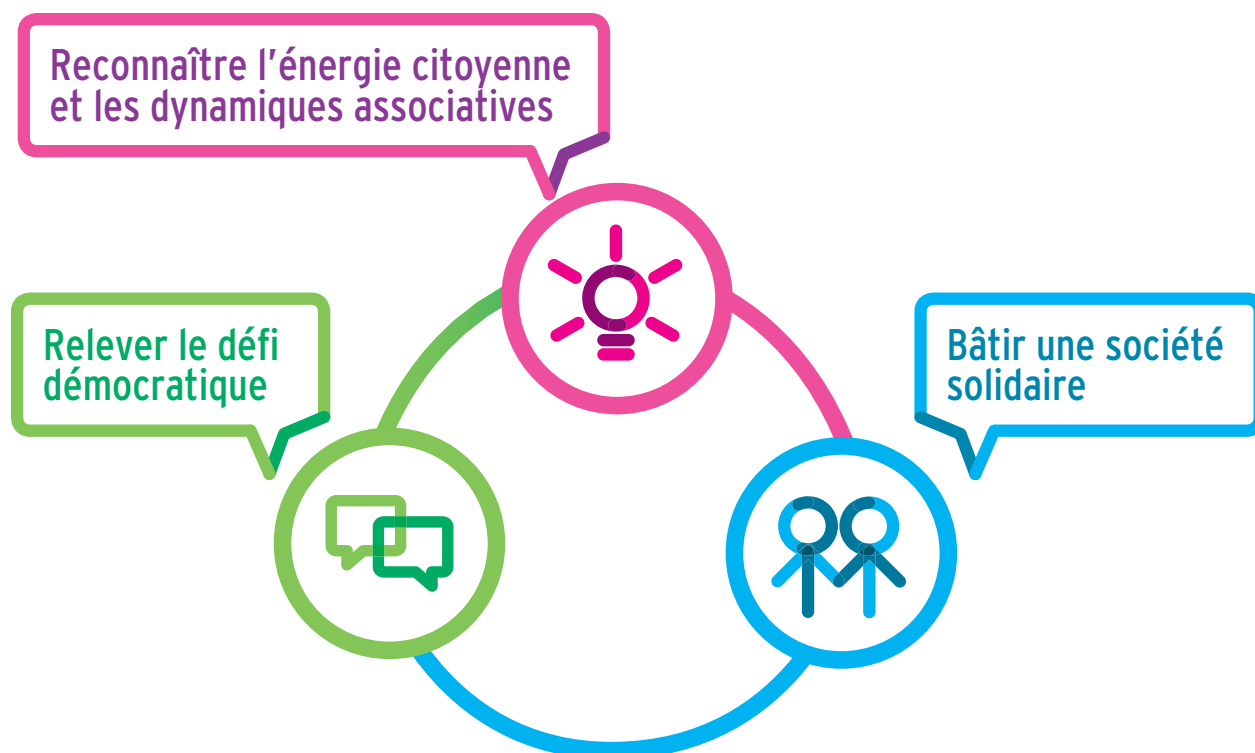 Reconnaître l'énergie citoyenne
et les dynamiques associatives
Relever le défi
démocratique
Bâtir une société
solidaire